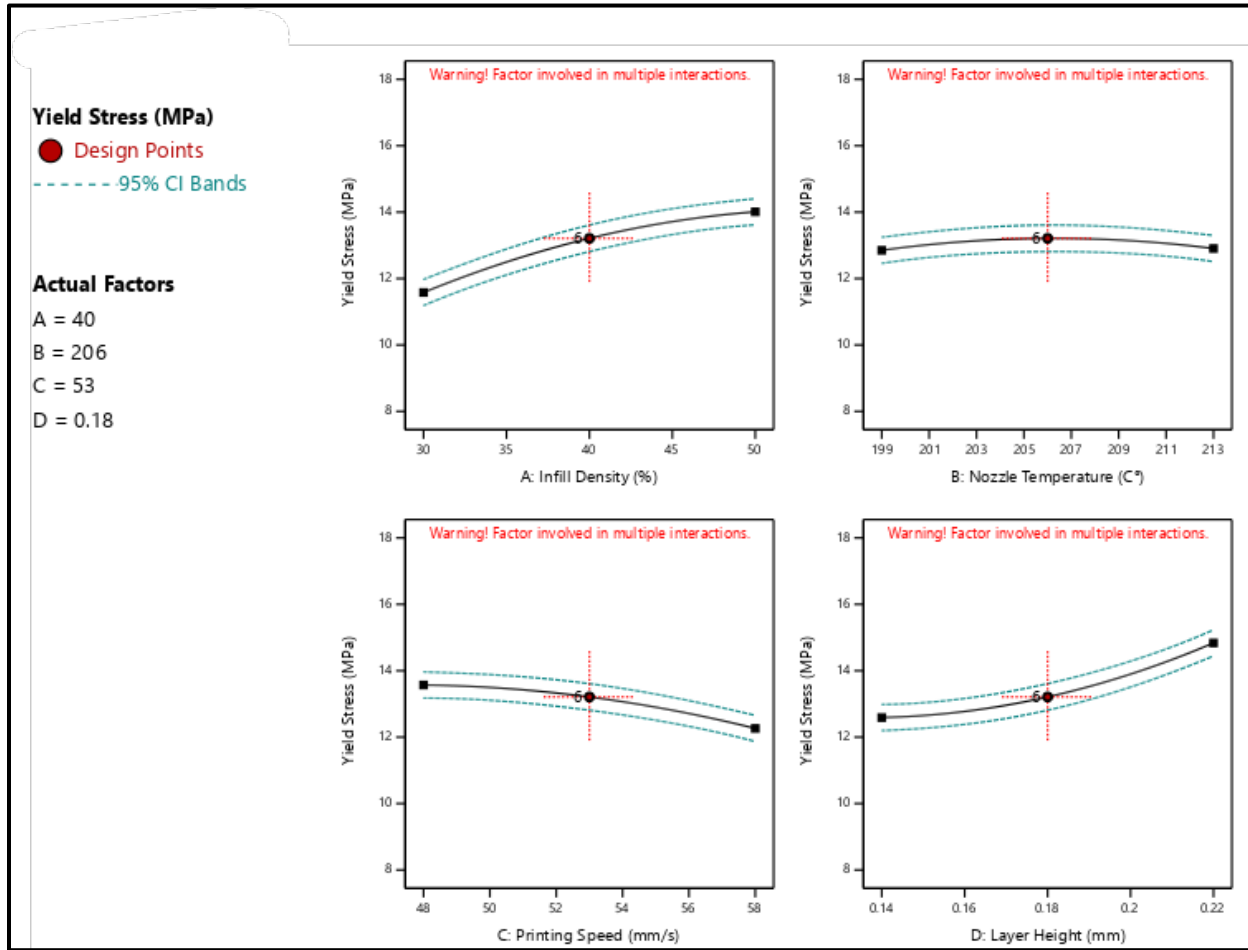 Yield Stress (MPa)
Design Points
95% CI Bands
Actual Factors
A = 40
B = 206
C = 53
D = 0.18
Warning! Factor involved in multiple interactions.
18
16
14
12
10
8
Yield Stress (MPa)
6
30 35 40 45 50
A: Infill Density (%)
Warning! Factor involved in multiple interactions.
18
16
14
12
10
8
Yield Stress (MPa)
6
199 201 203 205 207 209 211 213
B: Nozzle Temperature (C°)
Warning! Factor involved in multiple interactions.
18
16
14
12
10
8
Yield Stress (MPa)
6
48 50 52 54 56 58
C: Printing Speed (mm/s)
Warning! Factor involved in multiple interactions.
18
16
14
12
10
8
Yield Stress (MPa)
6
0.14 0.16 0.18 0.2 0.22
D: Layer Height (mm)